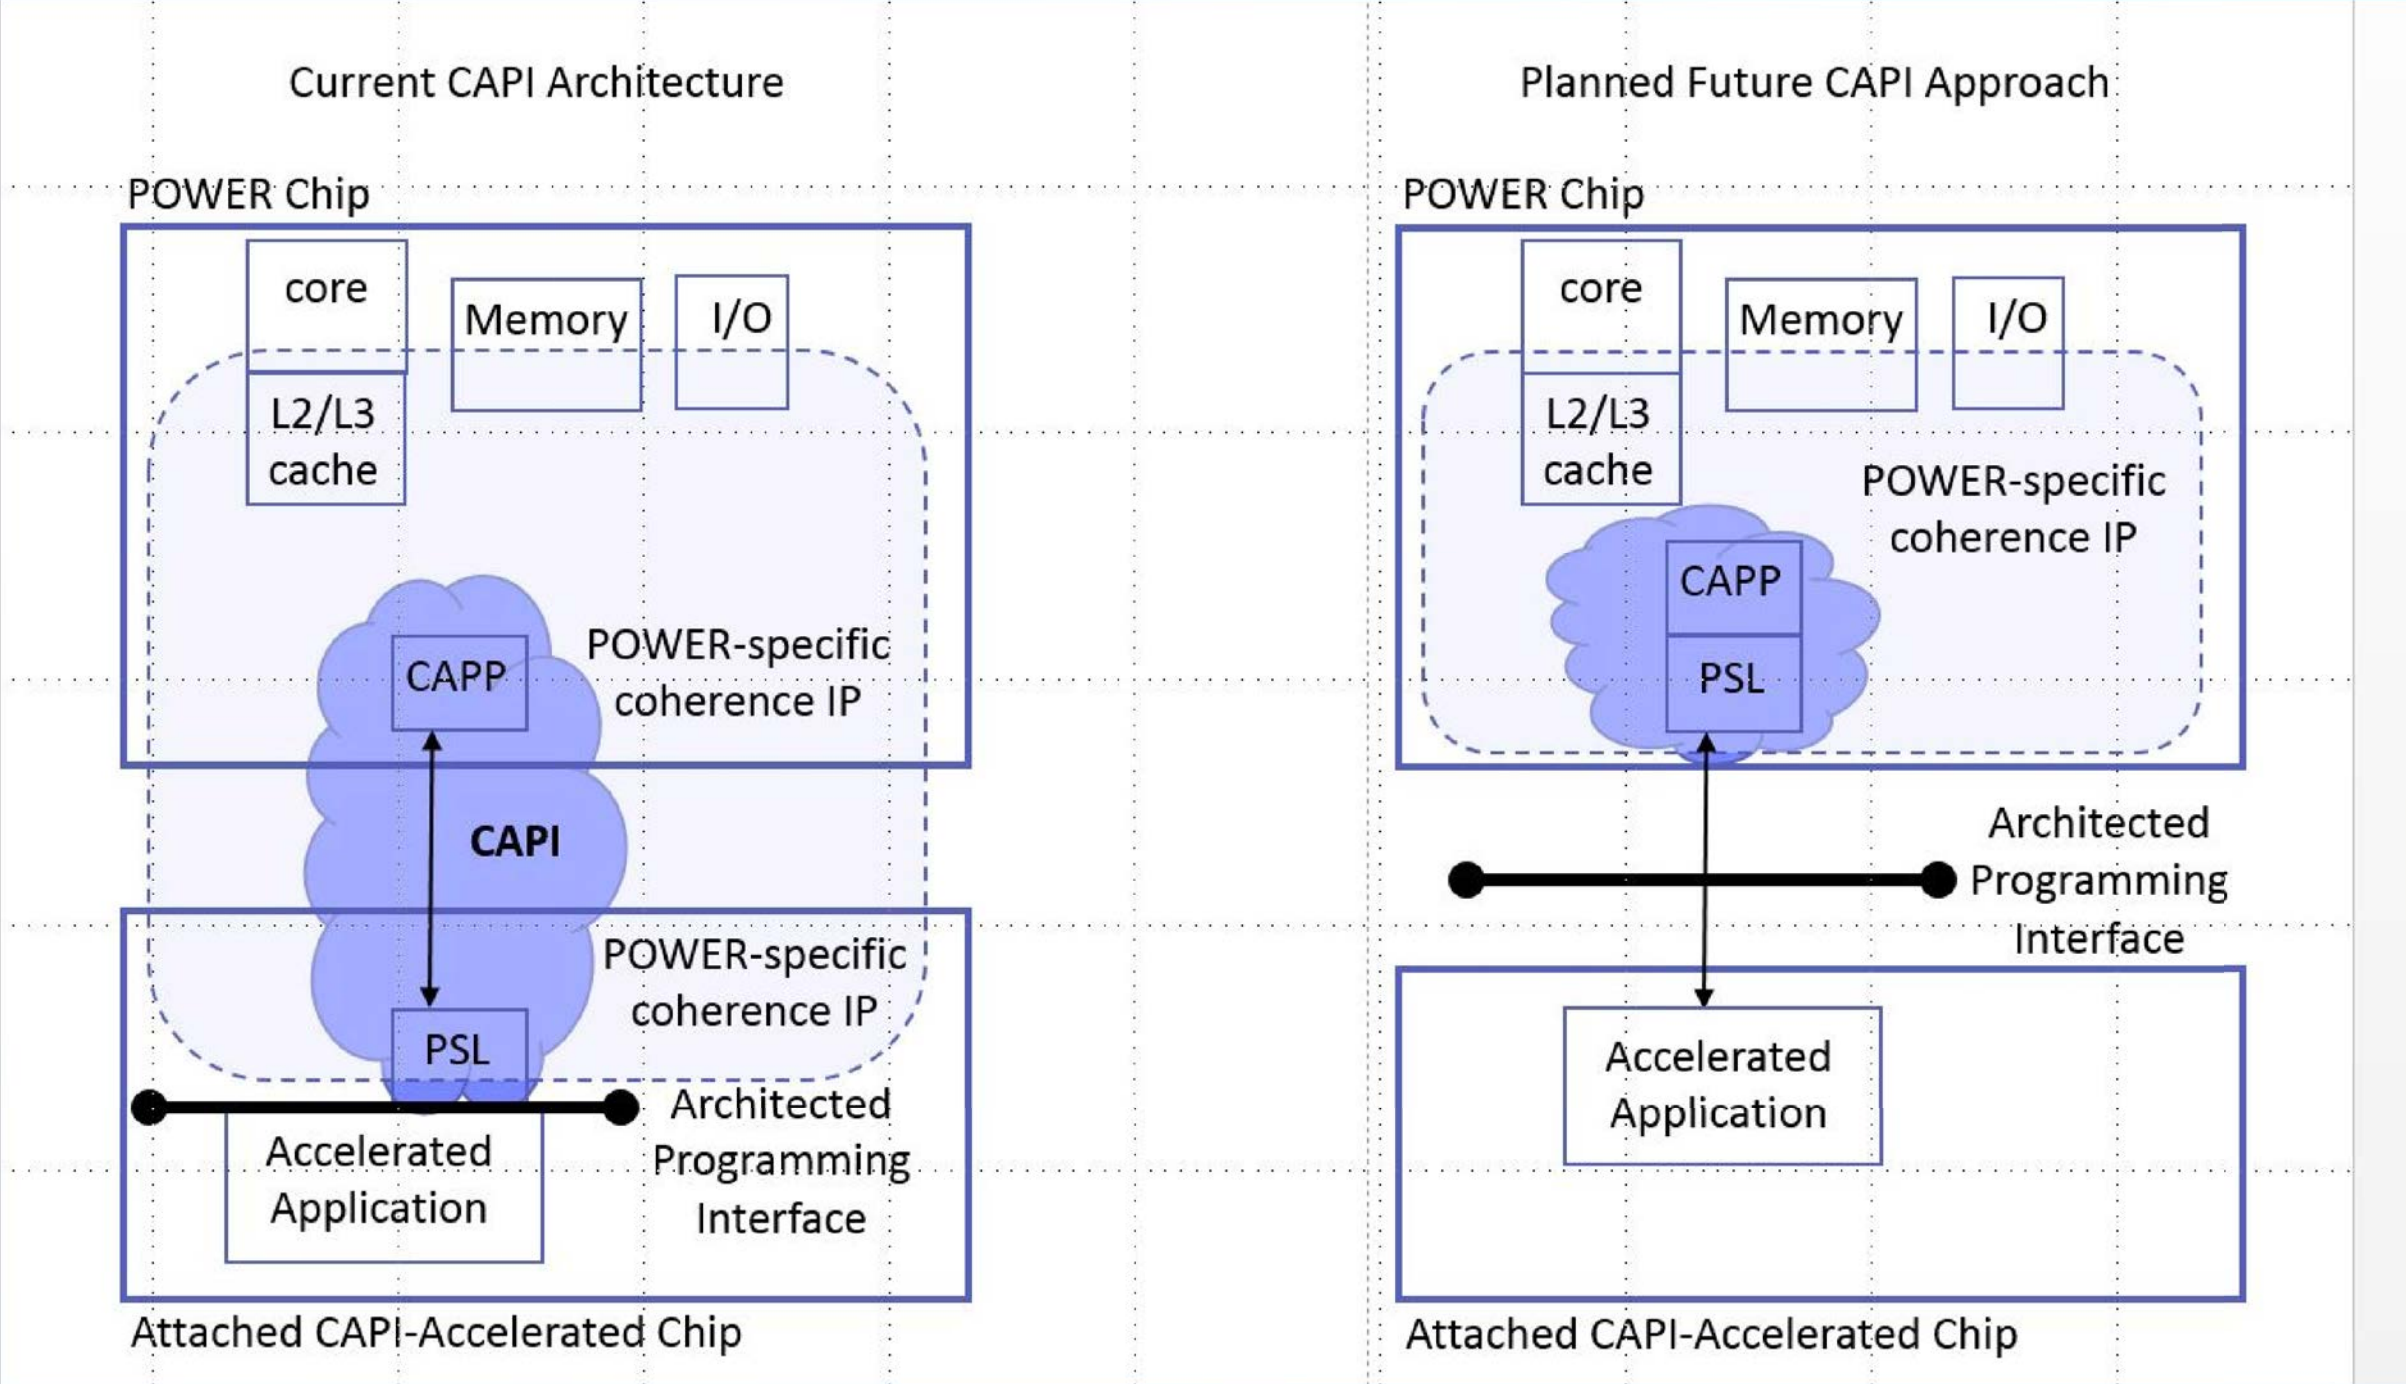 Current CAPI Architecture
POWER Chip
core
Memory
I/O
L2/L3
cache
CAPP
POWER-specific
coherence IP
CAPI
POWER-specific
coherence IP
PSL
Architected
Programming
Interface
Accelerated
Application
Attached CAPI-Accelerated Chip
Planned Future CAPI Approach
POWER Chip
core
Memory
I/O
L2/L3
cache
POWER-specific
coherence IP
CAPP
PSL
Architected
Programming
Interface
Accelerated
Application
Attached CAPI-Accelerated Chip